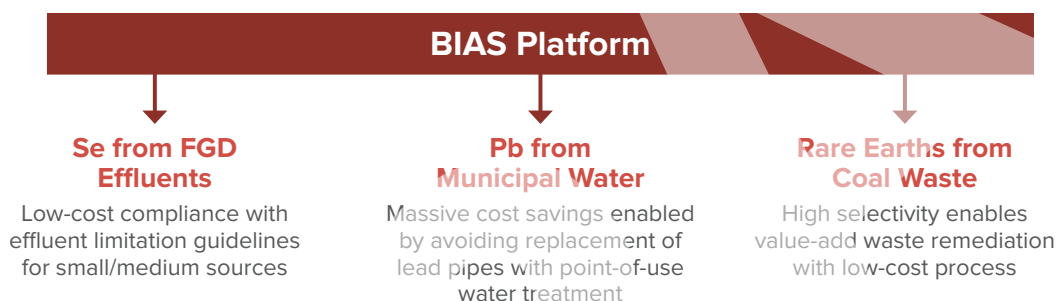 BIAS Platform
Se from FGD
Effluents
Low-cost compliance with
effluent limitation guidelines
for small/medium sources
Pb from
Municipal Water
Massive cost savings enabled
by avoiding replacement of
lead pipes with point-of-use
water treatment
Rare Earths from
Coal Waste
High selectivity enables
value-add waste remediation
with low-cost process